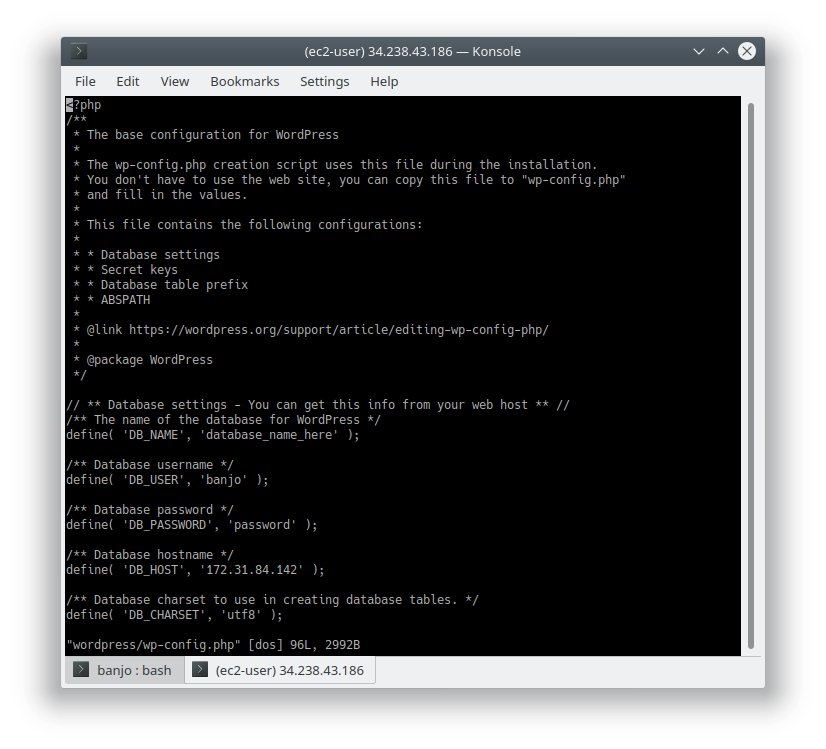 (ec2-user) 34.238.43.186 — Konsole
File Edit View Bookmarks Settings Help
<?php
/**
 * The base configuration for WordPress
 *
 * The wp-config.php creation script uses this file during the installation.
 * You don't have to use the web site, you can copy this file to "wp-config.php"
 * and fill in the values.
 *
 * This file contains the following configurations:
 *
 * * Database settings
 * * Secret keys
 * * Database table prefix
 * * ABSPATH
 *
 * @link https://wordpress.org/support/article/editing-wp-config-php/
 *
 * @package WordPress
 */
// ** Database settings - You can get this info from your web host ** //
/** The name of the database for WordPress */
define( 'DB_NAME', 'database_name_here' );
/** Database username */
define( 'DB_USER', 'banjo' );
/** Database password */
define( 'DB_PASSWORD', 'password' );
/** Database hostname */
define( 'DB_HOST', '172.31.84.142' );
/** Database charset to use in creating database tables. */
define( 'DB_CHARSET', 'utf8' );
"wordpress/wp-config.php" [dos] 96L, 2992B
banjo : bash (ec2-user) 34.238.43.186